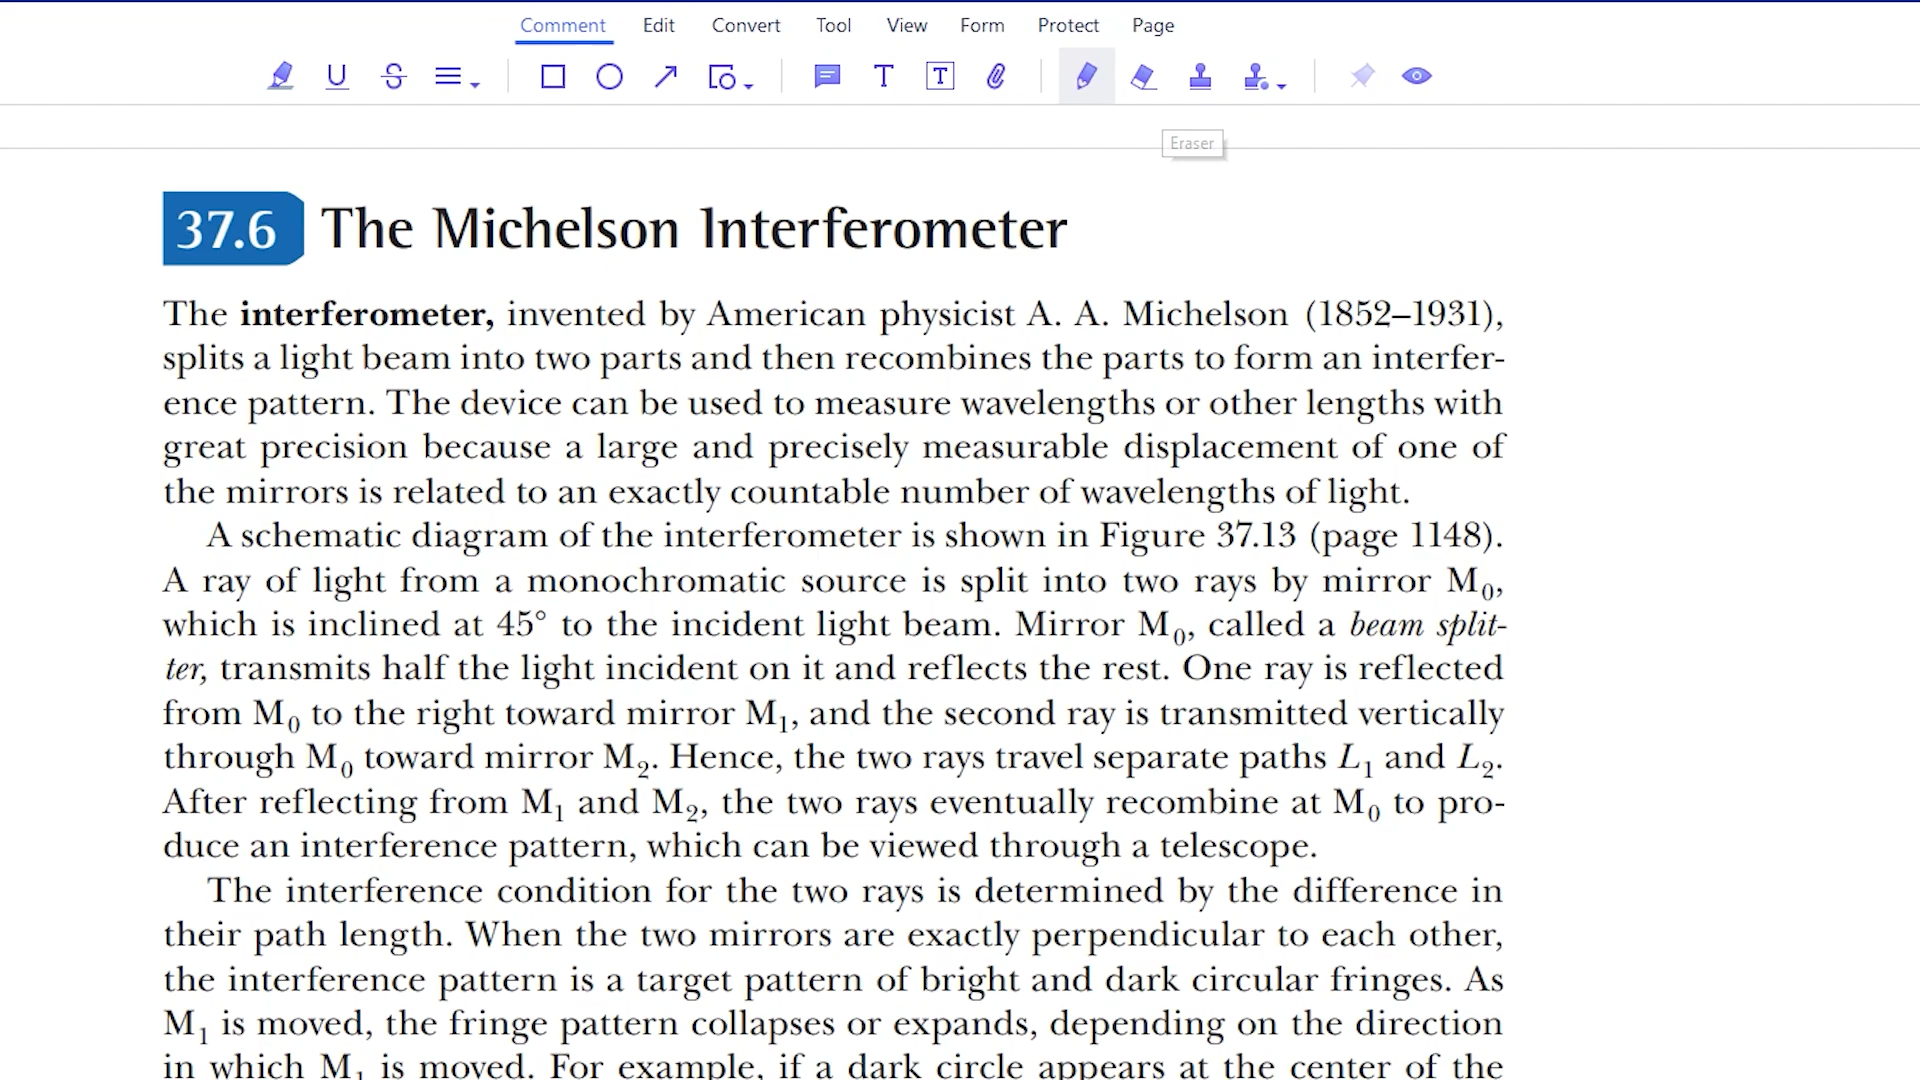 Comment Edit Convert Tool View Form Protect Page
Eraser
37.6 The Michelson Interferometer
The interferometer, invented by American physicist A. A. Michelson (1852–1931),
splits a light beam into two parts and then recombines the parts to form an interfer-
ence pattern. The device can be used to measure wavelengths or other lengths with
great precision because a large and precisely measurable displacement of one of
the mirrors is related to an exactly countable number of wavelengths of light.
A schematic diagram of the interferometer is shown in Figure 37.13 (page 1148).
A ray of light from a monochromatic source is split into two rays by mirror M₀,
which is inclined at 45° to the incident light beam. Mirror M₀, called a beam split-
ter, transmits half the light incident on it and reflects the rest. One ray is reflected
from M₀ to the right toward mirror M₁, and the second ray is transmitted vertically
through M₀ toward mirror M₂. Hence, the two rays travel separate paths L₁ and L₂.
After reflecting from M₁ and M₂, the two rays eventually recombine at M₀ to pro-
duce an interference pattern, which can be viewed through a telescope.
The interference condition for the two rays is determined by the difference in
their path length. When the two mirrors are exactly perpendicular to each other,
the interference pattern is a target pattern of bright and dark circular fringes. As
M₁ is moved, the fringe pattern collapses or expands, depending on the direction
in which M₁ is moved. For example, if a dark circle appears at the center of the